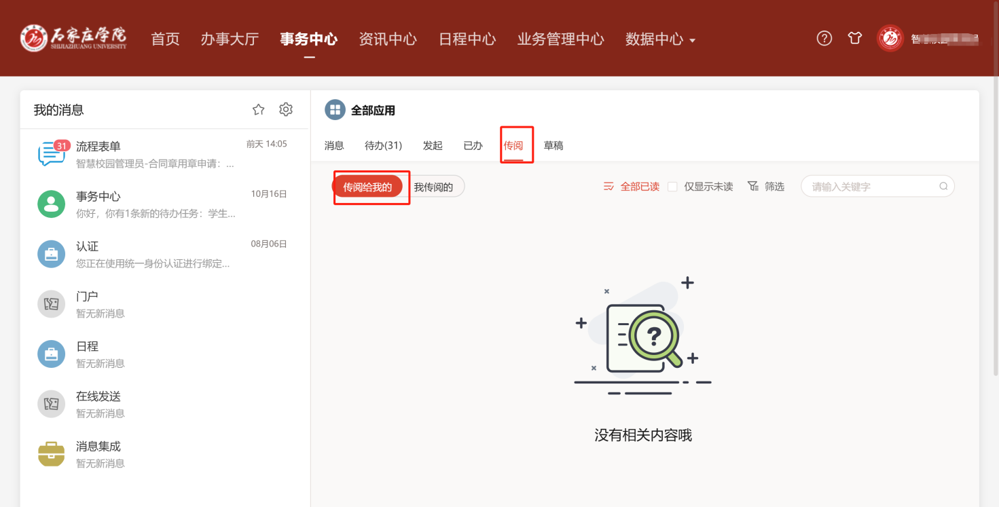 石家庄学院
SHIJIAZHUANG UNIVERSITY
首页 办事大厅 事务中心 资讯中心 日程中心 业务管理中心 数据中心
我的消息
31
流程表单 前天 14:05
智慧校园管理员-合同章用章申请：...
事务中心 10月16日
你好，你有1条新的待办任务：学生...
认证 08月06日
您正在使用统一身份认证进行绑定...
门户
暂无新消息
日程
暂无新消息
在线发送
暂无新消息
消息集成
暂无新消息
全部应用
消息 待办(31) 发起 已办 传阅 草稿
传阅给我的 我传阅的 全部已读 仅显示未读 筛选 请输入关键字
没有相关内容哦